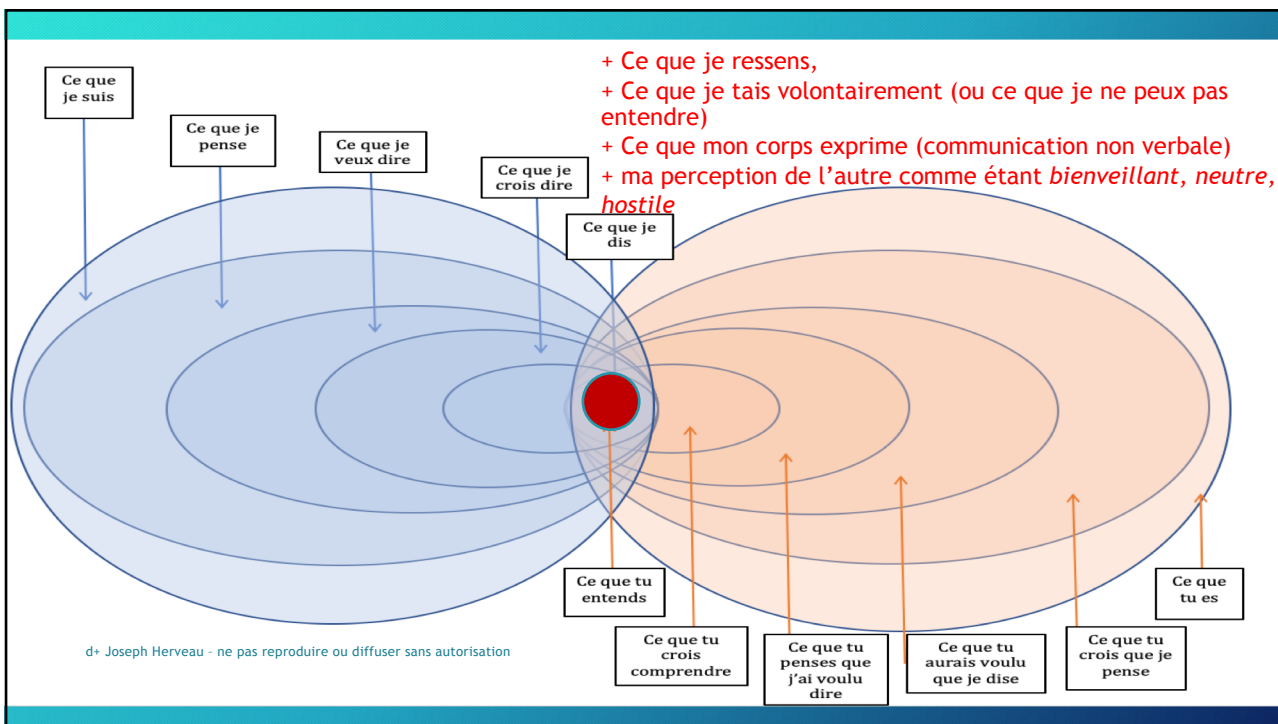 + Ce que je ressens,
+ Ce que je tais volontairement (ou ce que je ne peux pas
entendre)
+ Ce que mon corps exprime (communication non verbale)
+ ma perception de l’autre comme étant bienveillant, neutre,
hostile
Ce que
je suis
Ce que je
pense
Ce que je
veux dire
Ce que je
crois dire
Ce que je
dis
Ce que tu
entends
Ce que tu
crois
comprendre
Ce que tu
penses que
j’ai voulu
dire
Ce que tu
aurais voulu
que je dise
Ce que tu
crois que je
pense
Ce que
tu es
d+ Joseph Herveau - ne pas reproduire ou diffuser sans autorisation